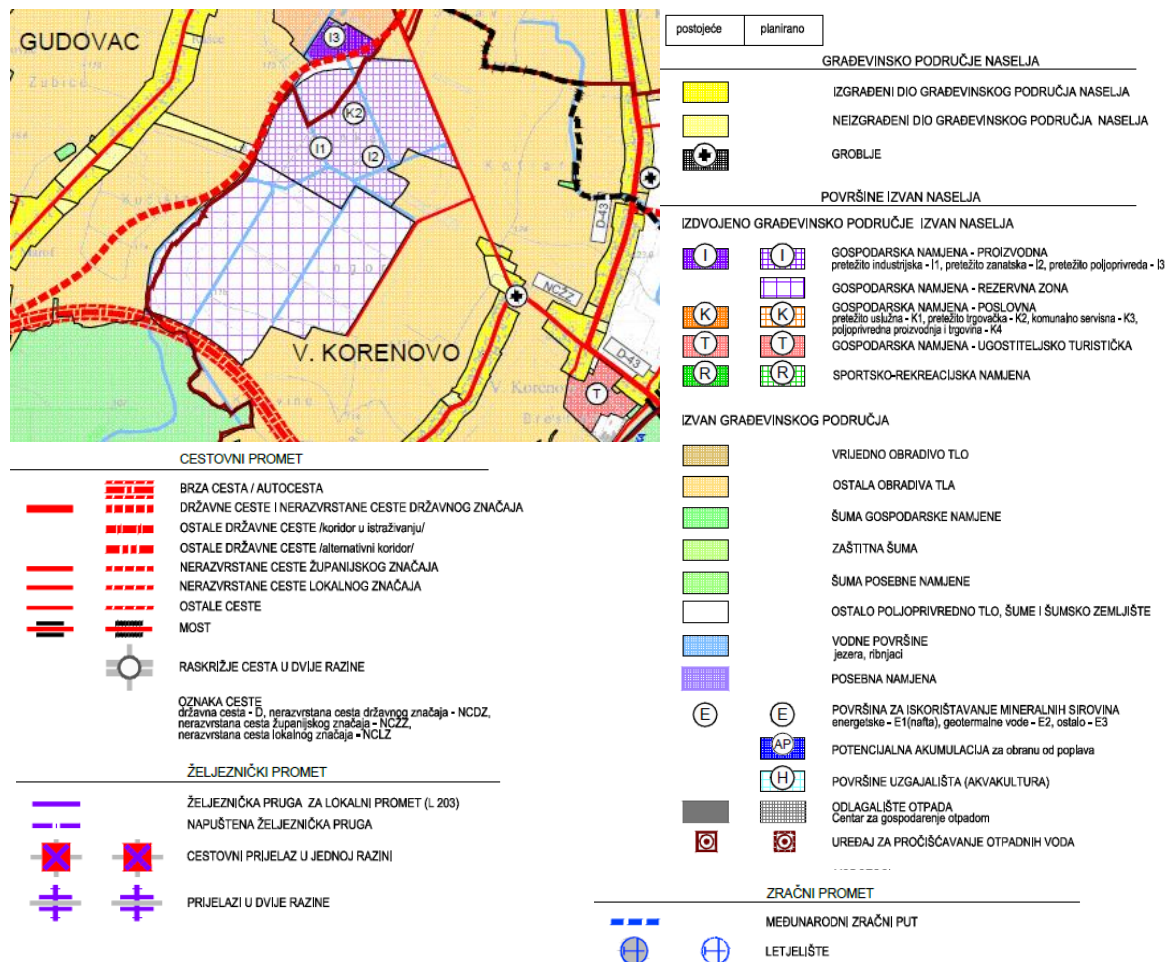 GUDOVAC
Zubica
I3
K2
I1
I2
D-43
NCŽZ
V. KORENOVO
D-43
V. Korenovo
T
postojeće planirano
GRAĐEVINSKO PODRUČJE NASELJA
IZGRAĐENI DIO GRAĐEVINSKOG PODRUČJA NASELJA
NEIZGRAĐENI DIO GRAĐEVINSKOG PODRUČJA NASELJA
GROBLJE
POVRŠINE IZVAN NASELJA
IZDVOJENO GRAĐEVINSKO PODRUČJE IZVAN NASELJA
I I GOSPODARSKA NAMJENA - PROIZVODNA
pretežito industrijska - I1, pretežito zanatska - I2, pretežito poljoprivreda - I3
GOSPODARSKA NAMJENA - REZERVNA ZONA
K K GOSPODARSKA NAMJENA - POSLOVNA
pretežito uslužna - K1, pretežito trgovačka - K2, komunalno servisna - K3,
poljoprivredna proizvodnja i trgovina - K4
T T GOSPODARSKA NAMJENA - UGOSTITELJSKO TURISTIČKA
R R SPORTSKO-REKREACIJSKA NAMJENA
IZVAN GRAĐEVINSKOG PODRUČJA
VRIJEDNO OBRADIVO TLO
OSTALA OBRADIVA TLA
ŠUMA GOSPODARSKE NAMJENE
ZAŠTITNA ŠUMA
ŠUMA POSEBNE NAMJENE
OSTALO POLJOPRIVREDNO TLO, ŠUME I ŠUMSKO ZEMLJIŠTE
VODNE POVRŠINE
jezera, ribnjaci
POSEBNA NAMJENA
E E POVRŠINA ZA ISKORIŠTAVANJE MINERALNIH SIROVINA
energetske - E1(nafta), geotermalne vode - E2, ostalo - E3
AP POTENCIJALNA AKUMULACIJA za obranu od poplava
H POVRŠINE UZGAJALIŠTA (AKVAKULTURA)
ODLAGALIŠTE OTPADA
Centar za gospodarenje otpadom
UREĐAJ ZA PROČIŠĆAVANJE OTPADNIH VODA
CESTOVNI PROMET
BRZA CESTA / AUTOCESTA
DRŽAVNE CESTE I NERAZVRSTANE CESTE DRŽAVNOG ZNAČAJA
OSTALE DRŽAVNE CESTE /koridor u istraživanju/
OSTALE DRŽAVNE CESTE /alternativni koridor/
NERAZVRSTANE CESTE ŽUPANIJSKOG ZNAČAJA
NERAZVRSTANE CESTE LOKALNOG ZNAČAJA
OSTALE CESTE
MOST
RASKRIŽJE CESTA U DVIJE RAZINE
OZNAKA CESTE
državna cesta - D, nerazvrstana cesta državnog značaja - NCDZ,
nerazvrstana cesta županijskog značaja - NCŽZ,
nerazvrstana cesta lokalnog značaja - NCLZ
ŽELJEZNIČKI PROMET
ŽELJEZNIČKA PRUGA ZA LOKALNI PROMET (L 203)
NAPUŠTENA ŽELJEZNIČKA PRUGA
CESTOVNI PRIJELAZ U JEDNOJ RAZINI
PRIJELAZI U DVIJE RAZINE
ZRAČNI PROMET
MEĐUNARODNI ZRAČNI PUT
LETJELIŠTE